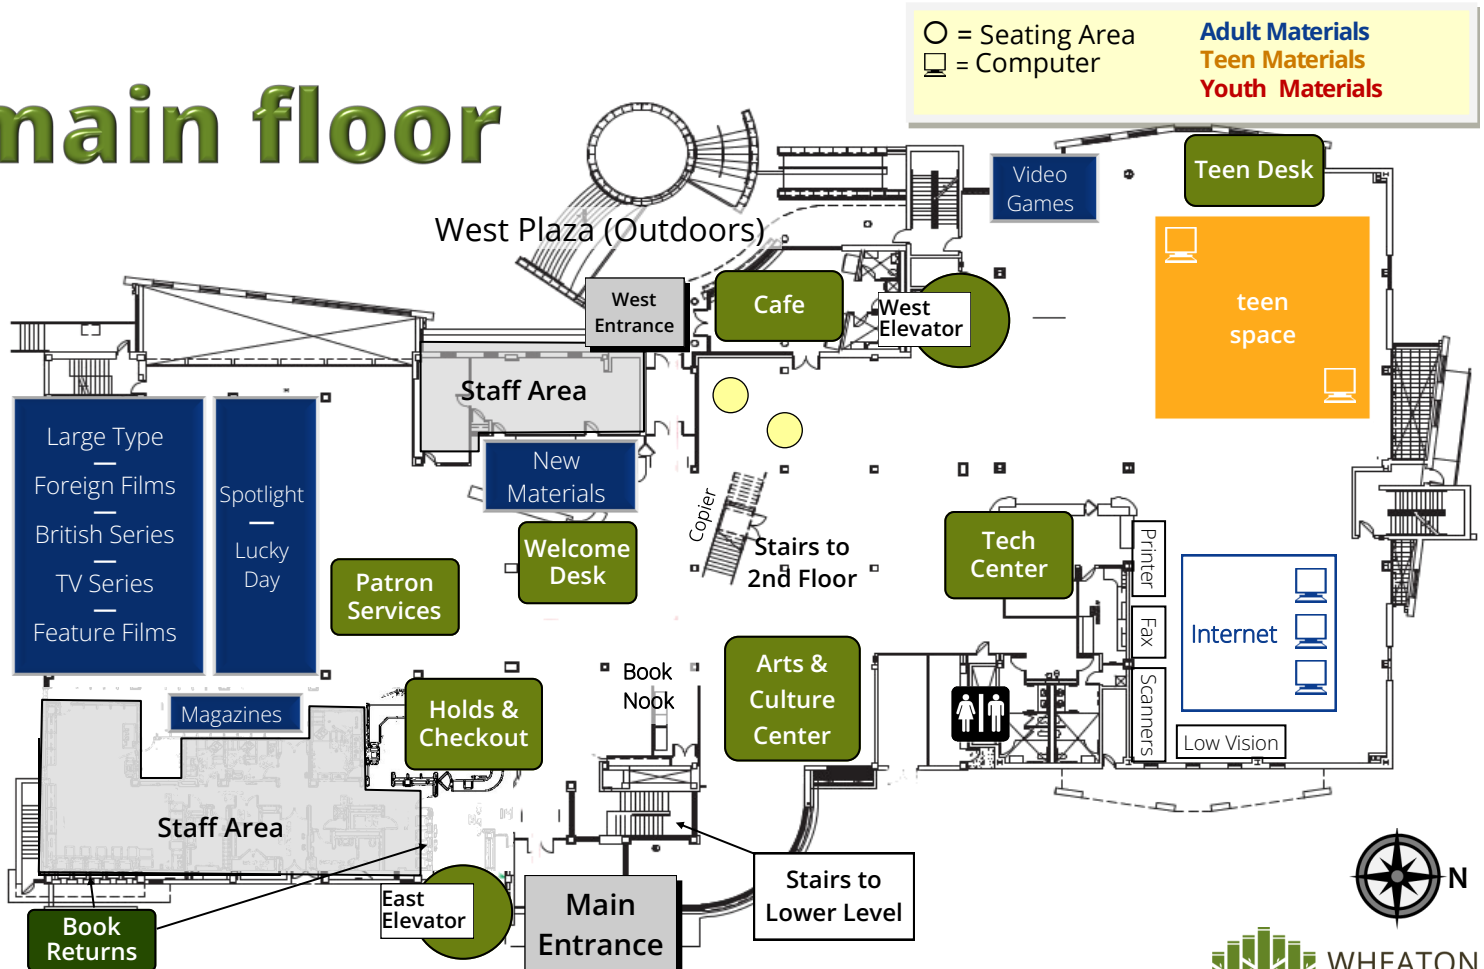 main floor
= Seating Area
= Computer
Adult Materials
Teen Materials
Youth Materials
West Plaza (Outdoors)
Video
Games
Teen Desk
West
Entrance
Cafe
West
Elevator
teen
space
Staff Area
Large Type
Foreign Films
British Series
TV Series
Feature Films
Spotlight
Lucky
Day
New
Materials
Copier
Stairs to
2nd Floor
Welcome
Desk
Patron
Services
Tech
Center
Printer
Fax
Scanners
Internet
Low Vision
Book
Nook
Arts &
Culture
Center
Magazines
Holds &
Checkout
Staff Area
Stairs to
Lower Level
East
Elevator
Main
Entrance
Book
Returns
N
WHEATON